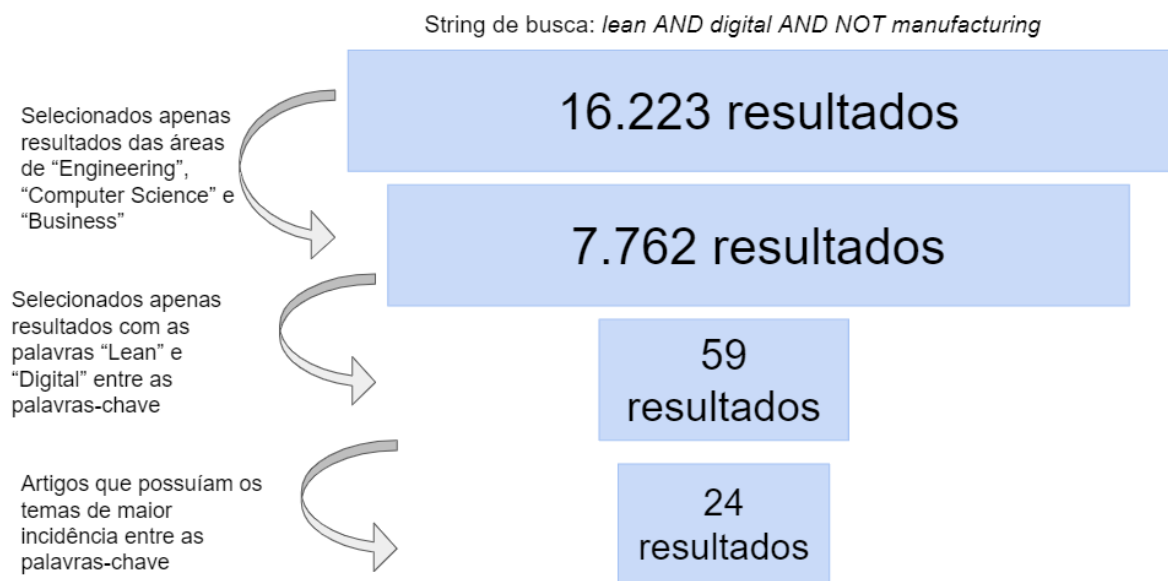 String de busca: lean AND digital AND NOT manufacturing
16.223 resultados
Selecionados apenas
resultados das áreas
de “Engineering”,
“Computer Science” e
“Business”
7.762 resultados
Selecionados apenas
resultados com as
palavras “Lean” e
“Digital” entre as
palavras-chave
59
resultados
Artigos que possuíam os
temas de maior
incidência entre as
palavras-chave
24
resultados